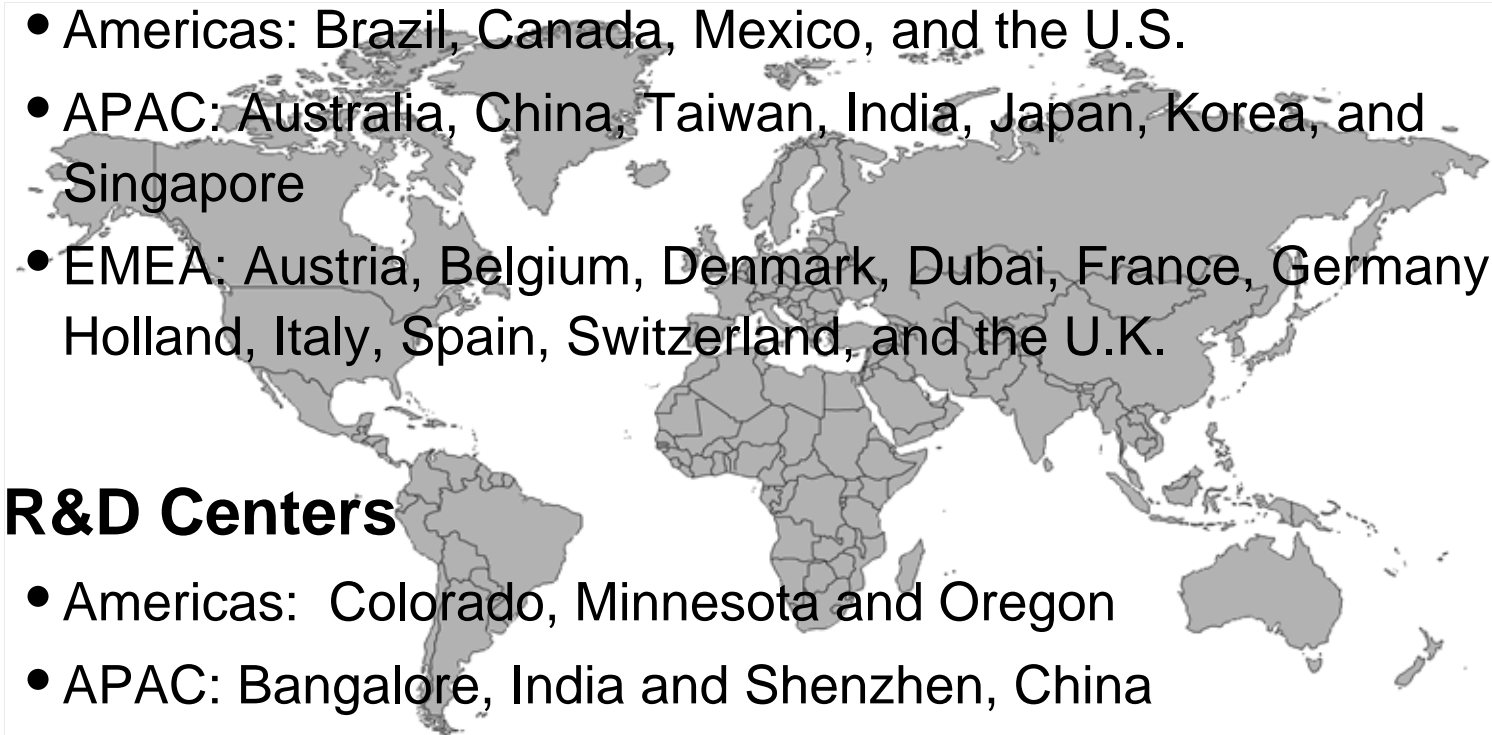 • Americas: Brazil, Canada, Mexico, and the U.S.
• APAC: Australia, China, Taiwan, India, Japan, Korea, and
Singapore
• EMEA: Austria, Belgium, Denmark, Dubai, France, Germany
Holland, Italy, Spain, Switzerland, and the U.K.
R&D Centers
• Americas:  Colorado, Minnesota and Oregon
• APAC: Bangalore, India and Shenzhen, China